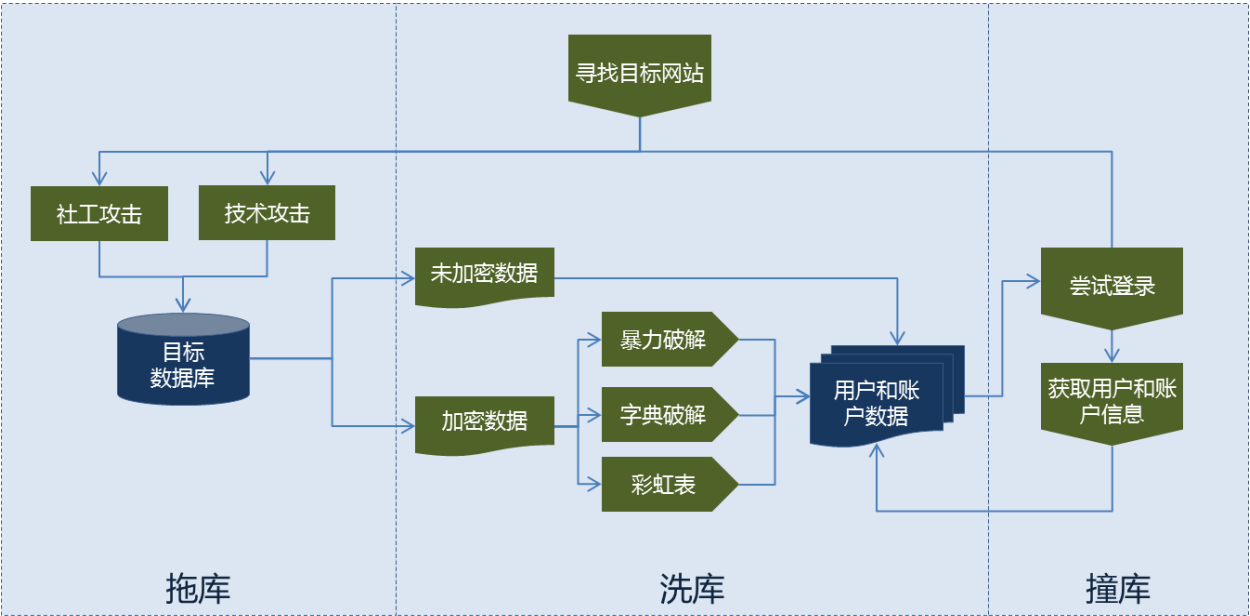 寻找目标网站
社工攻击
技术攻击
目标
数据库
未加密数据
加密数据
暴力破解
字典破解
彩虹表
用户和账
户数据
尝试登录
获取用户和账
户信息
拖库
洗库
撞库